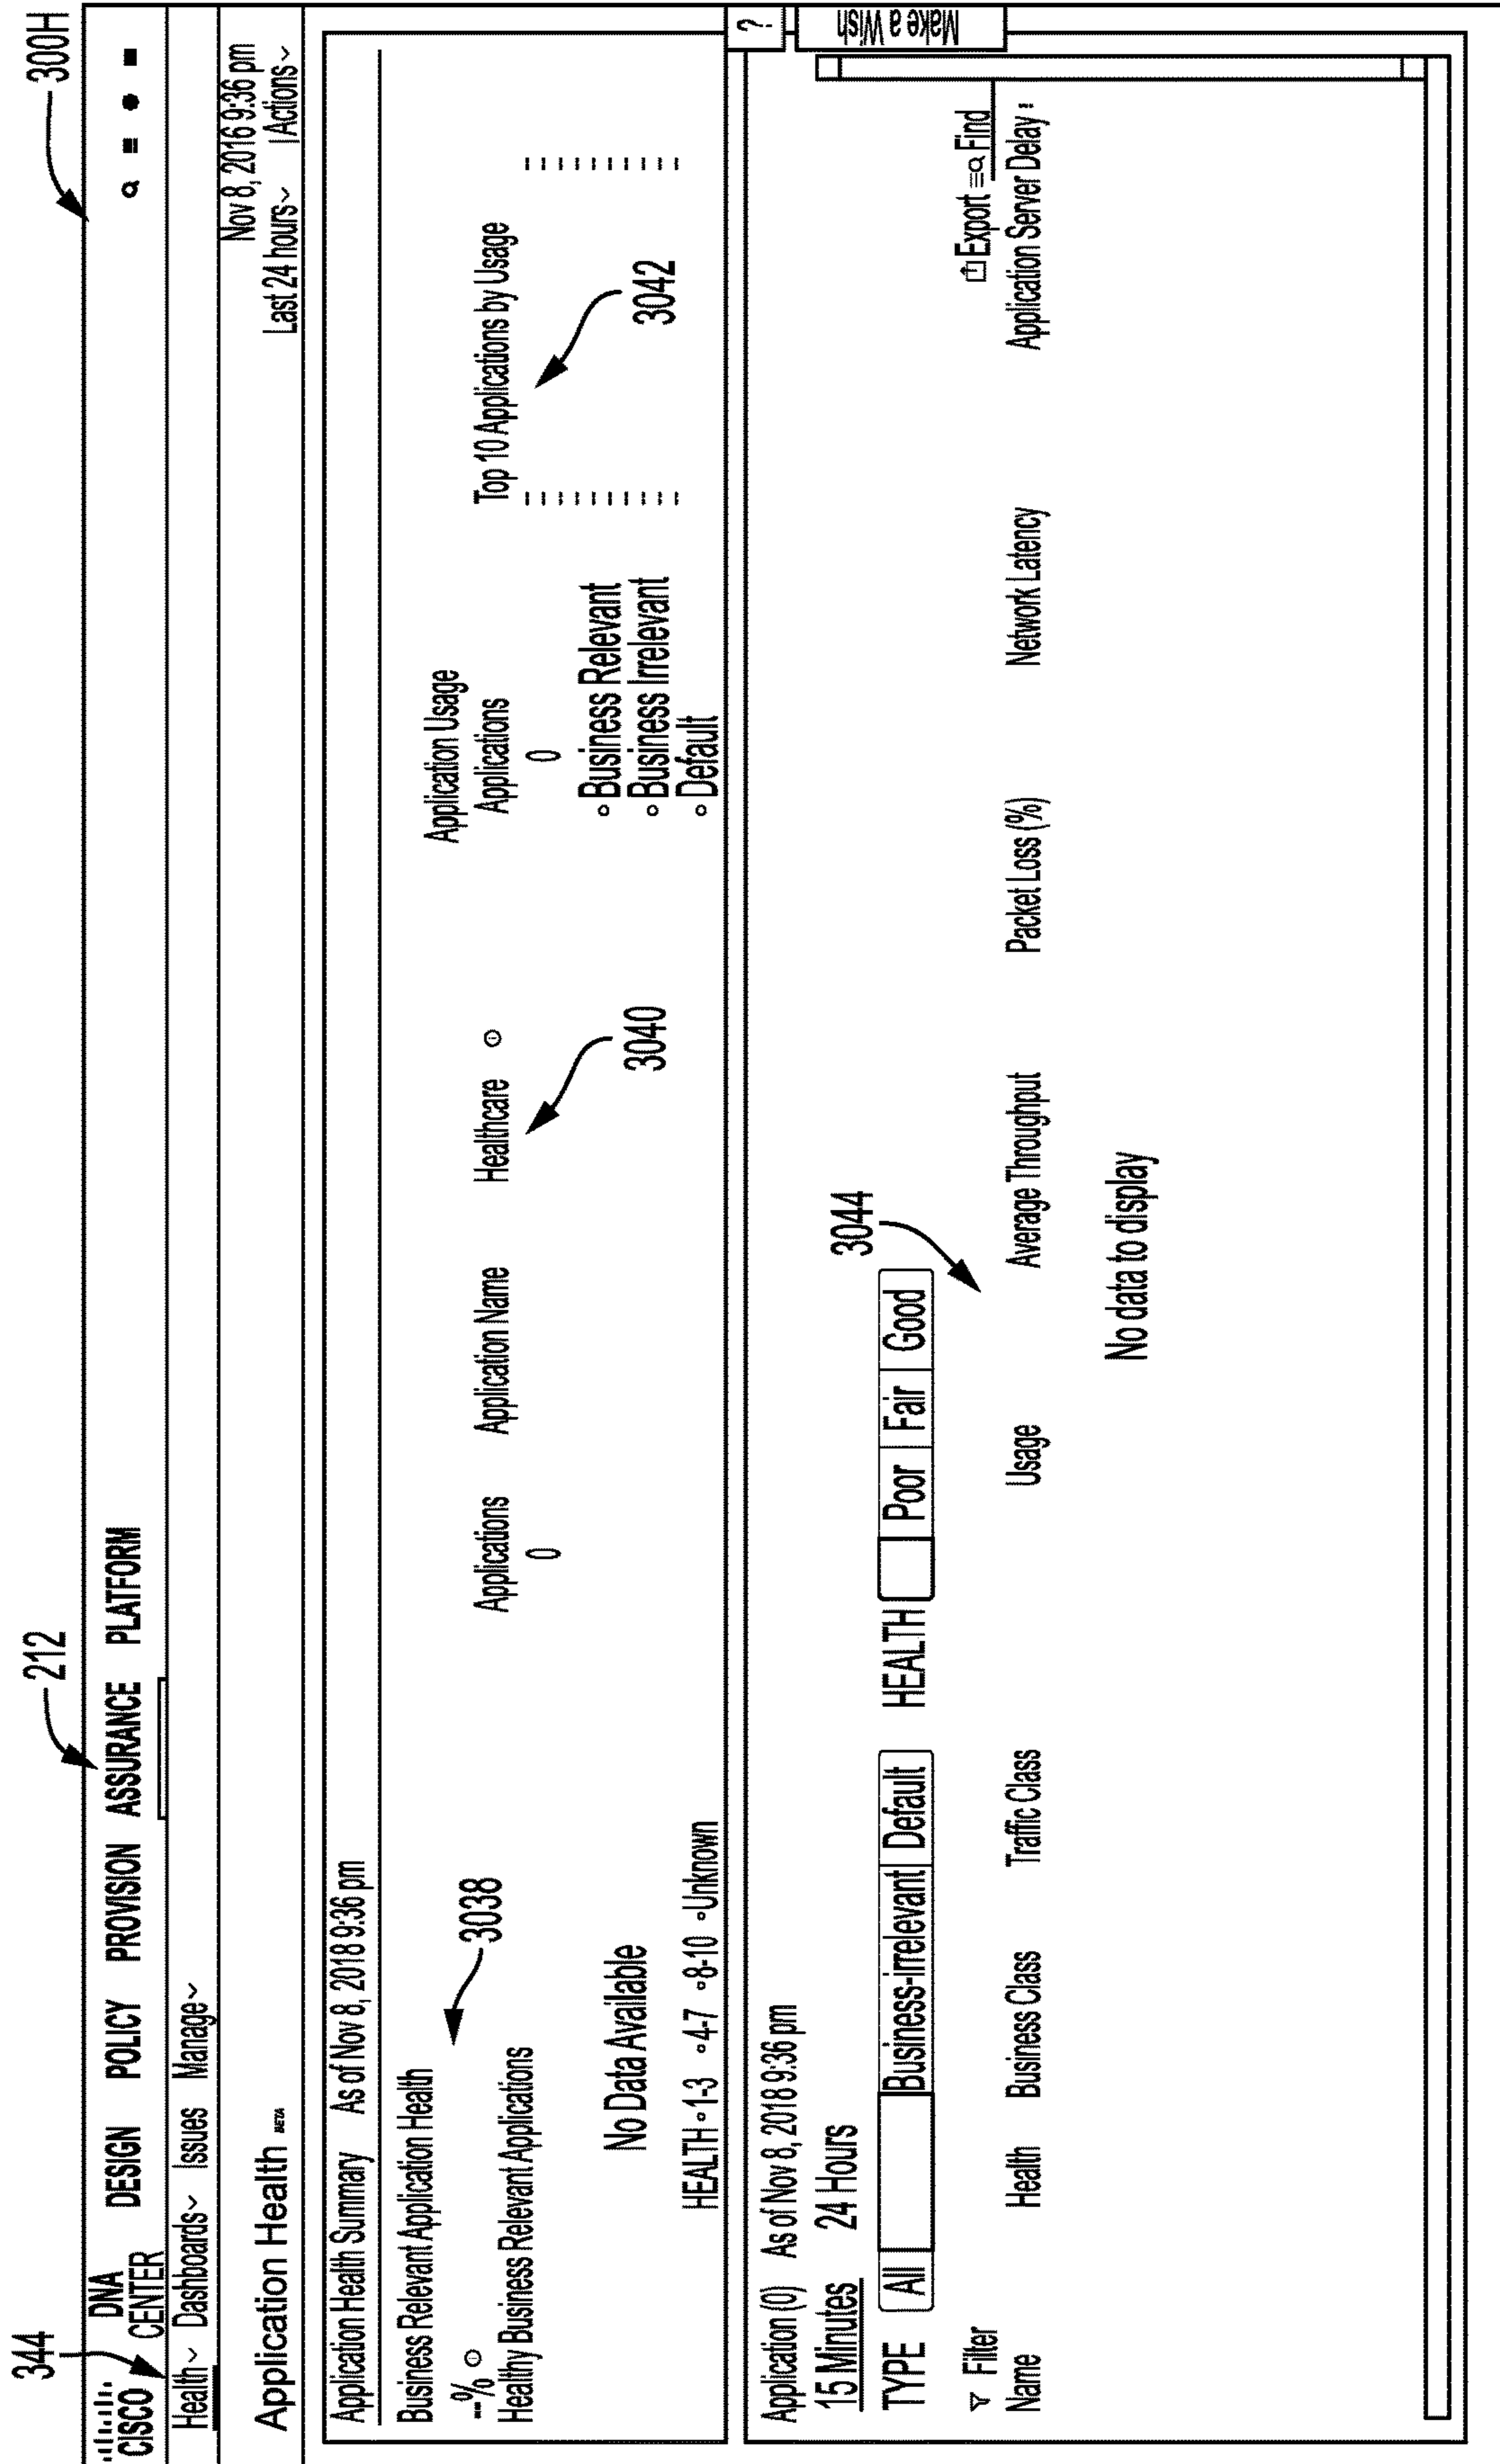 300H
344
212
CISCO DNA CENTER DESIGN POLICY PROVISION ASSURANCE PLATFORM
Health Dashboards Issues Manage
Nov 8, 2016 9:36 pm
Application Health BETA
Last 24 hours | Actions
Application Health Summary As of Nov 8, 2018 9:36 pm
Business Relevant Application Health
Application Usage
3038
--%
Healthy Business Relevant Applications
Applications
0
Application Name
Healthcare
3040
Applications
0
Top 10 Applications by Usage
3042
Business Relevant
Business Irrelevant
Default
No Data Available
HEALTH 1-3 4-7 8-10 Unknown
?
Make a Wish
Application (0) As of Nov 8, 2018 9:36 pm
15 Minutes 24 Hours
3044
TYPE All Business-irrelevant Default HEALTH Poor Fair Good
Filter
Export Find
Name Health Business Class Traffic Class Usage Average Throughput Packet Loss (%) Network Latency Application Server Delay
No data to display